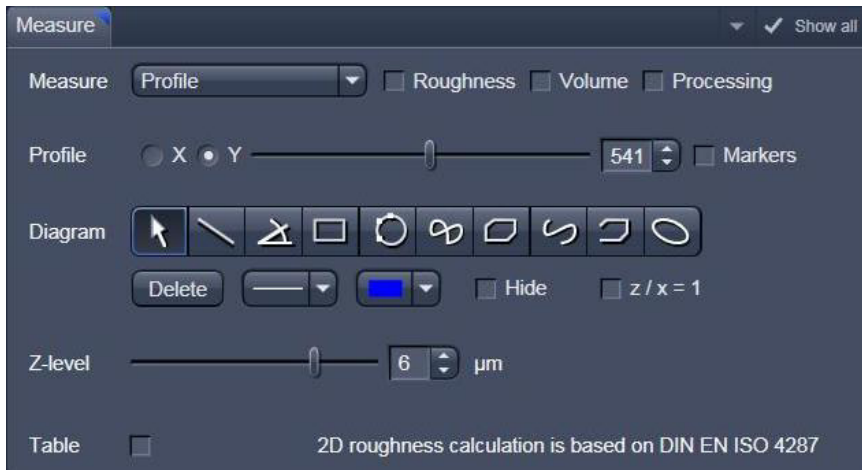 Measure Show all
Measure Profile Roughness Volume Processing
Profile X Y 541 Markers
Diagram
Delete Hide z / x = 1
Z-level 6 µm
Table 2D roughness calculation is based on DIN EN ISO 4287